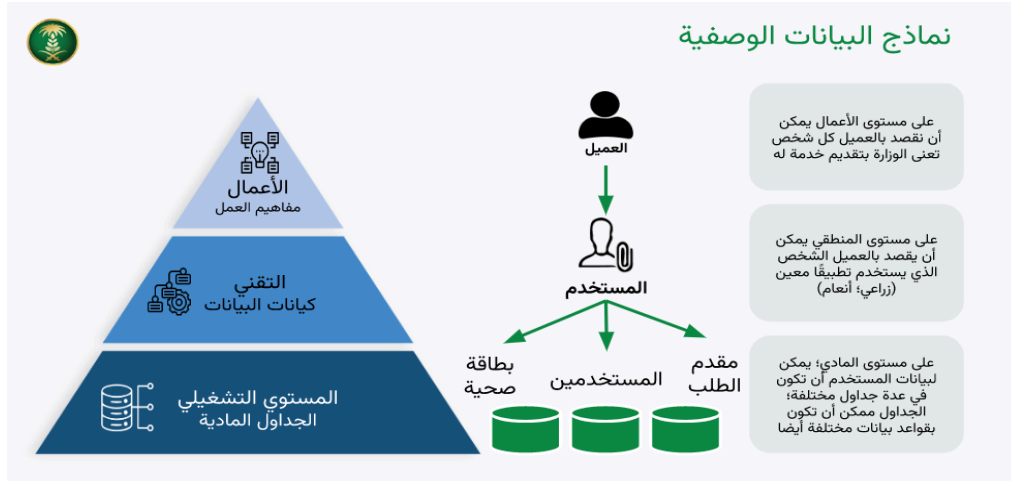 نماذج البيانات الوصفية
على مستوى الأعمال يمكن
أن نقصد بالعميل كل شخص
تعنى الوزارة بتقديم خدمة له
العميل
الأعمال
مفاهيم العمل
على مستوى المنطقي يمكن
أن يقصد بالعميل الشخص
الذي يستخدم تطبيقًا معين
(زراعي؛ أنعام)
المستخدم
التقني
كيانات البيانات
على مستوى المادي؛ يمكن
لبيانات المستخدم أن تكون
في عدة جداول مختلفة؛
الجداول ممكن أن تكون
بقواعد بيانات مختلفة أيضا
مقدم
الطلب
المستخدمين
بطاقة
صحية
المستوي التشغيلي
الجداول المادية